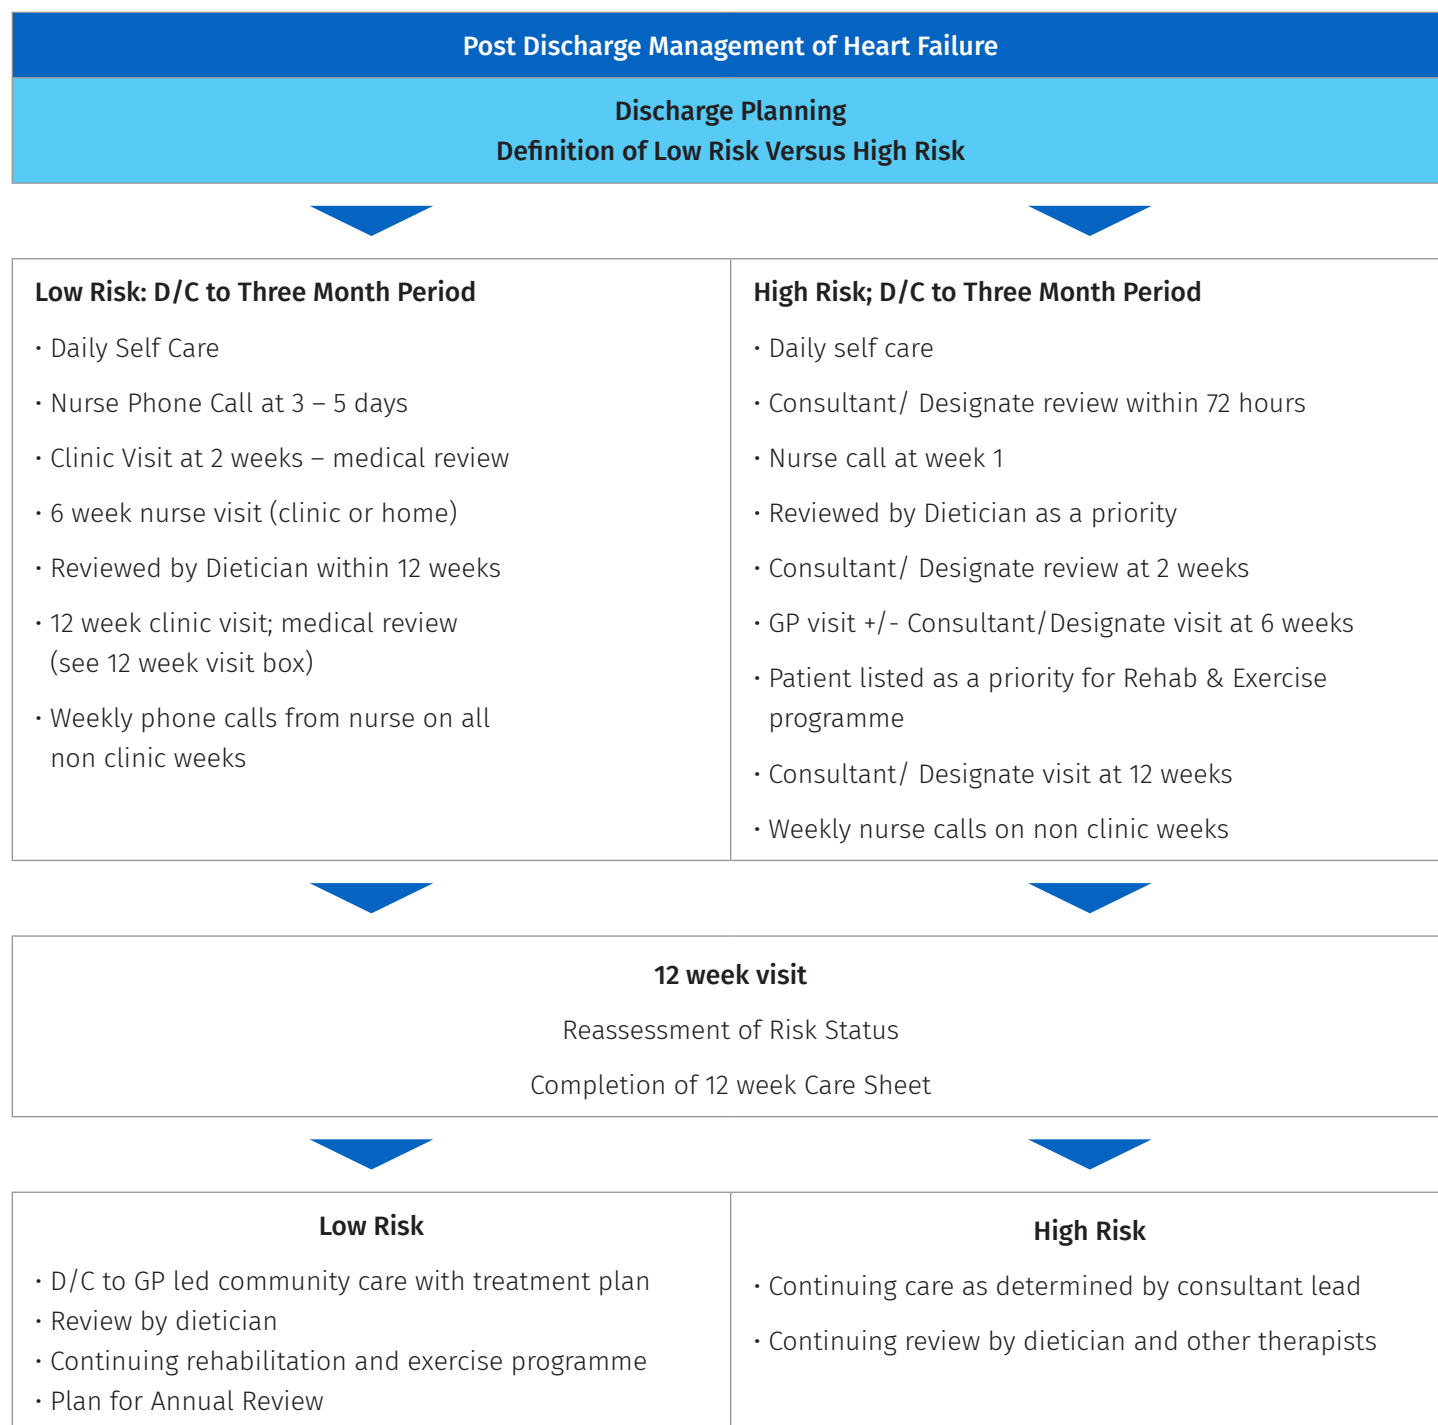 Post Discharge Management of Heart Failure
Discharge Planning
Definition of Low Risk Versus High Risk
Low Risk: D/C to Three Month Period
· Daily Self Care
· Nurse Phone Call at 3 – 5 days
· Clinic Visit at 2 weeks – medical review
· 6 week nurse visit (clinic or home)
· Reviewed by Dietician within 12 weeks
· 12 week clinic visit; medical review
(see 12 week visit box)
· Weekly phone calls from nurse on all
non clinic weeks
High Risk; D/C to Three Month Period
· Daily self care
· Consultant/ Designate review within 72 hours
· Nurse call at week 1
· Reviewed by Dietician as a priority
· Consultant/ Designate review at 2 weeks
· GP visit +/- Consultant/Designate visit at 6 weeks
· Patient listed as a priority for Rehab & Exercise
programme
· Consultant/ Designate visit at 12 weeks
· Weekly nurse calls on non clinic weeks
12 week visit
Reassessment of Risk Status
Completion of 12 week Care Sheet
Low Risk
· D/C to GP led community care with treatment plan
· Review by dietician
· Continuing rehabilitation and exercise programme
· Plan for Annual Review
High Risk
· Continuing care as determined by consultant lead
· Continuing review by dietician and other therapists